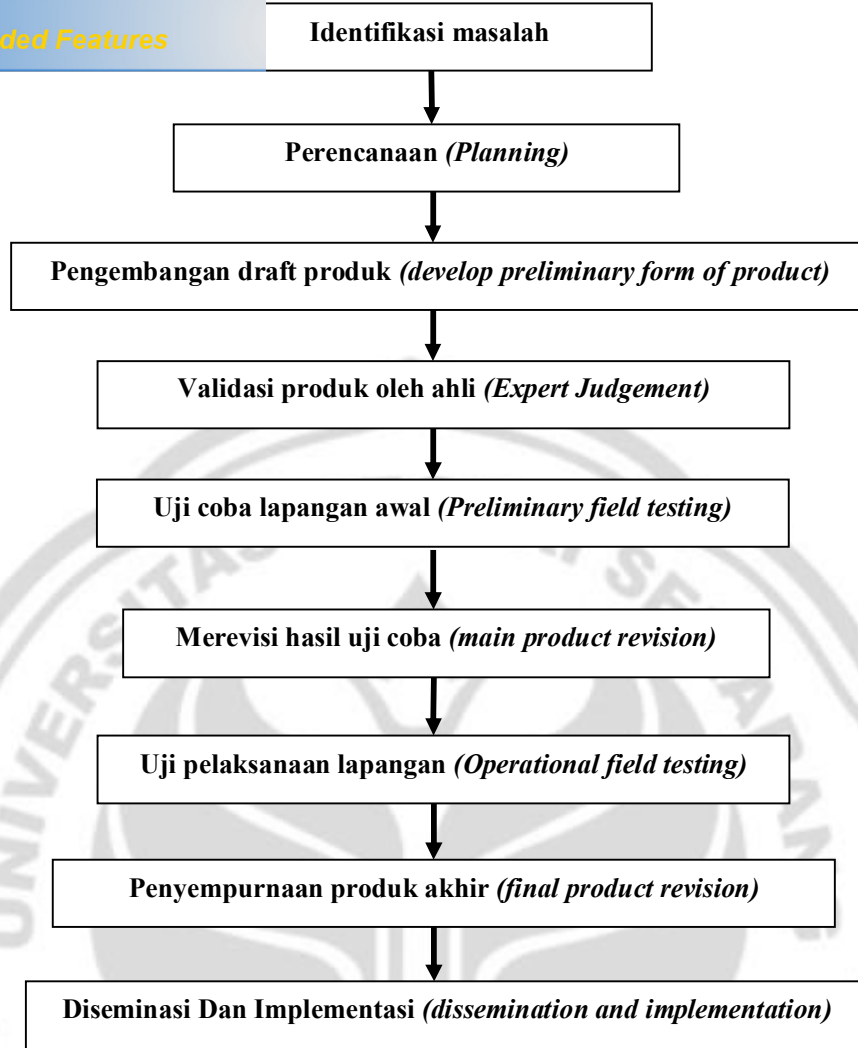 ded Features
Identifikasi masalah
Perencanaan (Planning)
Pengembangan draft produk (develop preliminary form of product)
Validasi produk oleh ahli (Expert Judgement)
Uji coba lapangan awal (Preliminary field testing)
Merevisi hasil uji coba (main product revision)
Uji pelaksanaan lapangan (Operational field testing)
Penyempurnaan produk akhir (final product revision)
Diseminasi Dan Implementasi (dissemination and implementation)